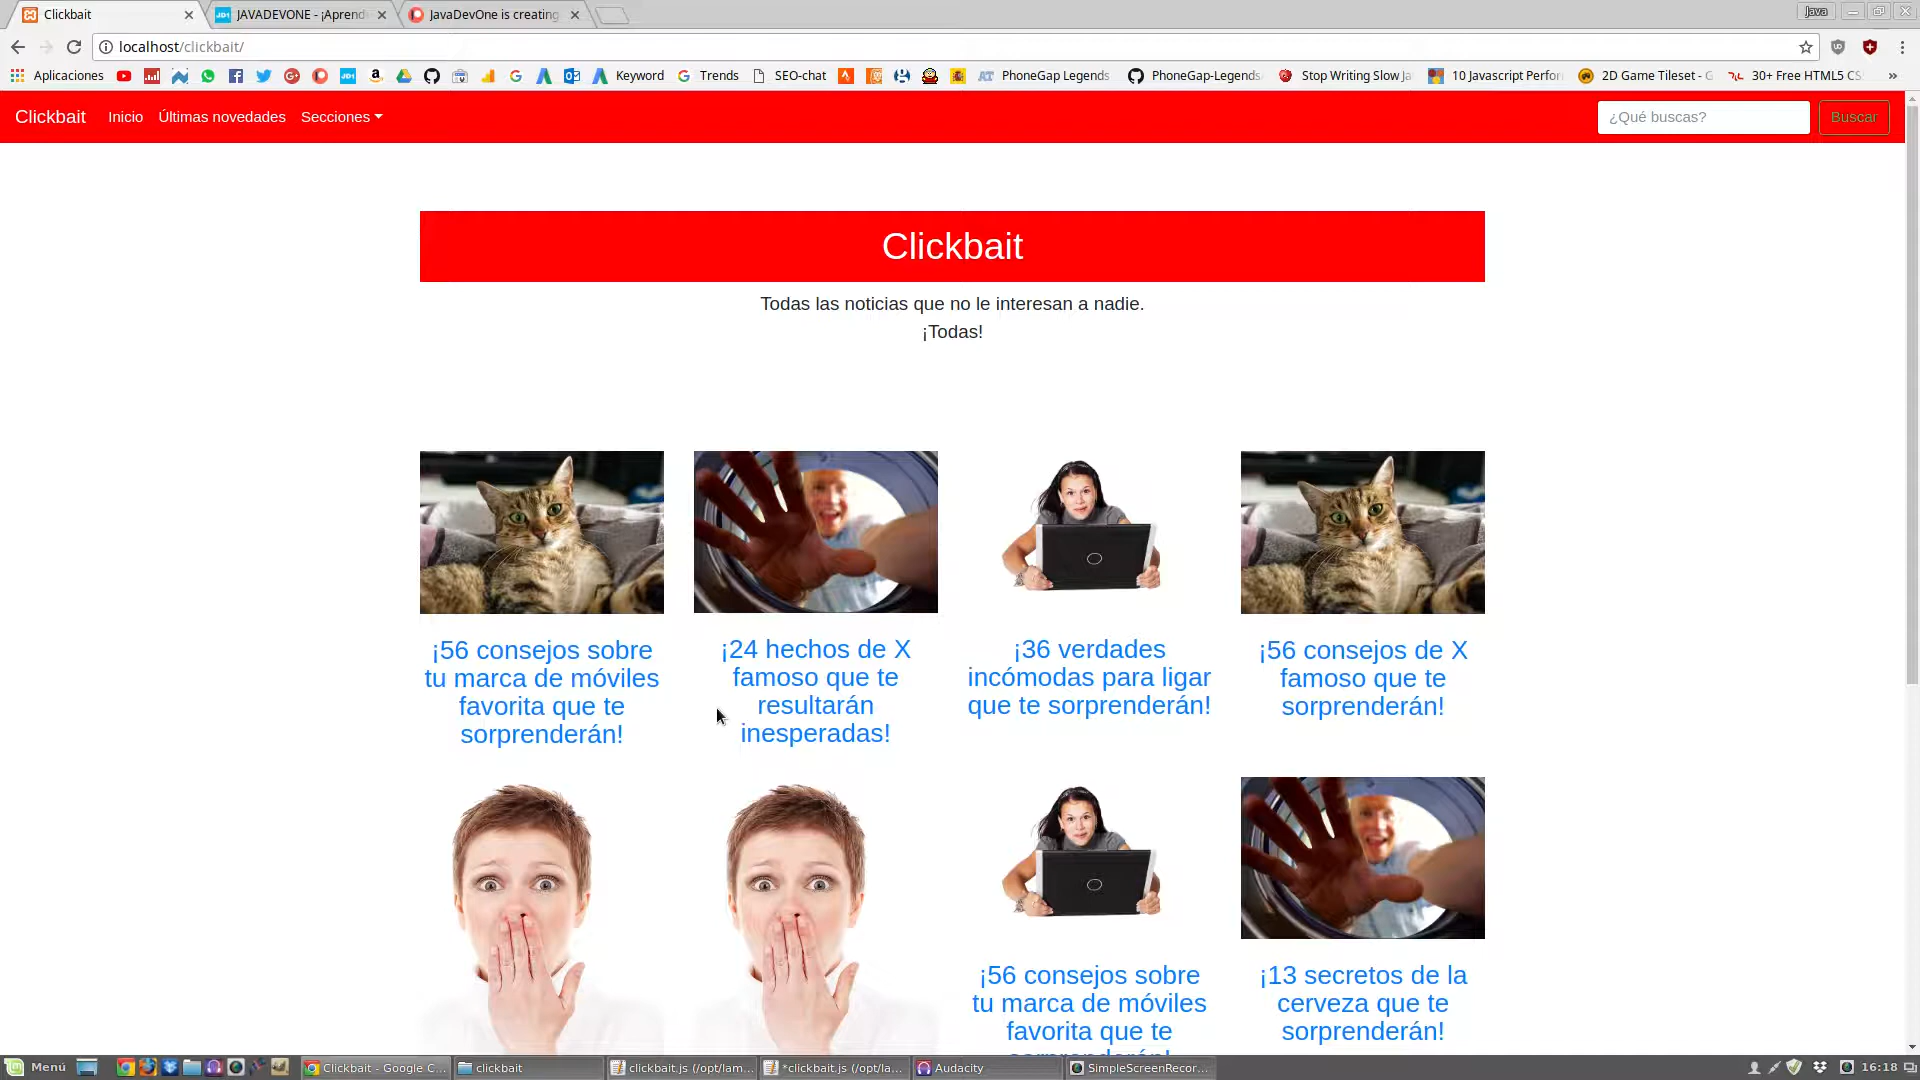 Clickbait
JAVADEVONE - ¡Aprend
JavaDevOne is creating
Java
localhost/clickbait/
Aplicaciones
JD1
Keyword
Trends
SEO-chat
PhoneGap Legends
PhoneGap-Legends
Stop Writing Slow Ja
10 Javascript Perfor
2D Game Tileset - G
30+ Free HTML5 CS
»
Clickbait Inicio Últimas novedades Secciones
¿Qué buscas?
Buscar
Clickbait
Todas las noticias que no le interesan a nadie.
¡Todas!
¡56 consejos sobre
tu marca de móviles
favorita que te
sorprenderán!
¡24 hechos de X
famoso que te
resultarán
inesperadas!
¡36 verdades
incómodas para ligar
que te sorprenderán!
¡56 consejos de X
famoso que te
sorprenderán!
¡56 consejos sobre
tu marca de móviles
favorita que te
sorprenderán!
¡13 secretos de la
cerveza que te
sorprenderán!
Menú
Clickbait - Google C...
clickbait
clickbait.js (/opt/lam...
*clickbait.js (/opt/la...
Audacity
SimpleScreenRecor...
16:18